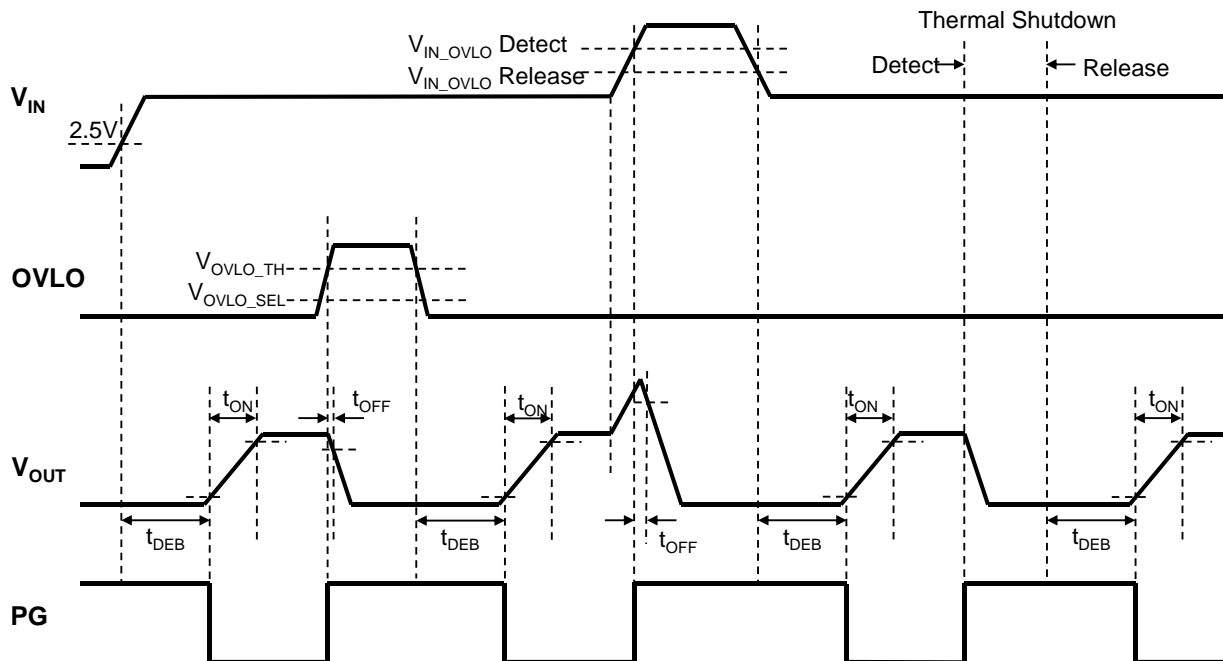 Thermal Shutdown
V_IN_OVLO Detect
V_IN_OVLO Release
Detect
Release
V_IN
2.5V
OVLO
V_OVLO_TH
V_OVLO_SEL
t_ON
t_OFF
t_ON
t_ON
t_ON
V_OUT
t_DEB
t_DEB
t_OFF
t_DEB
t_DEB
PG